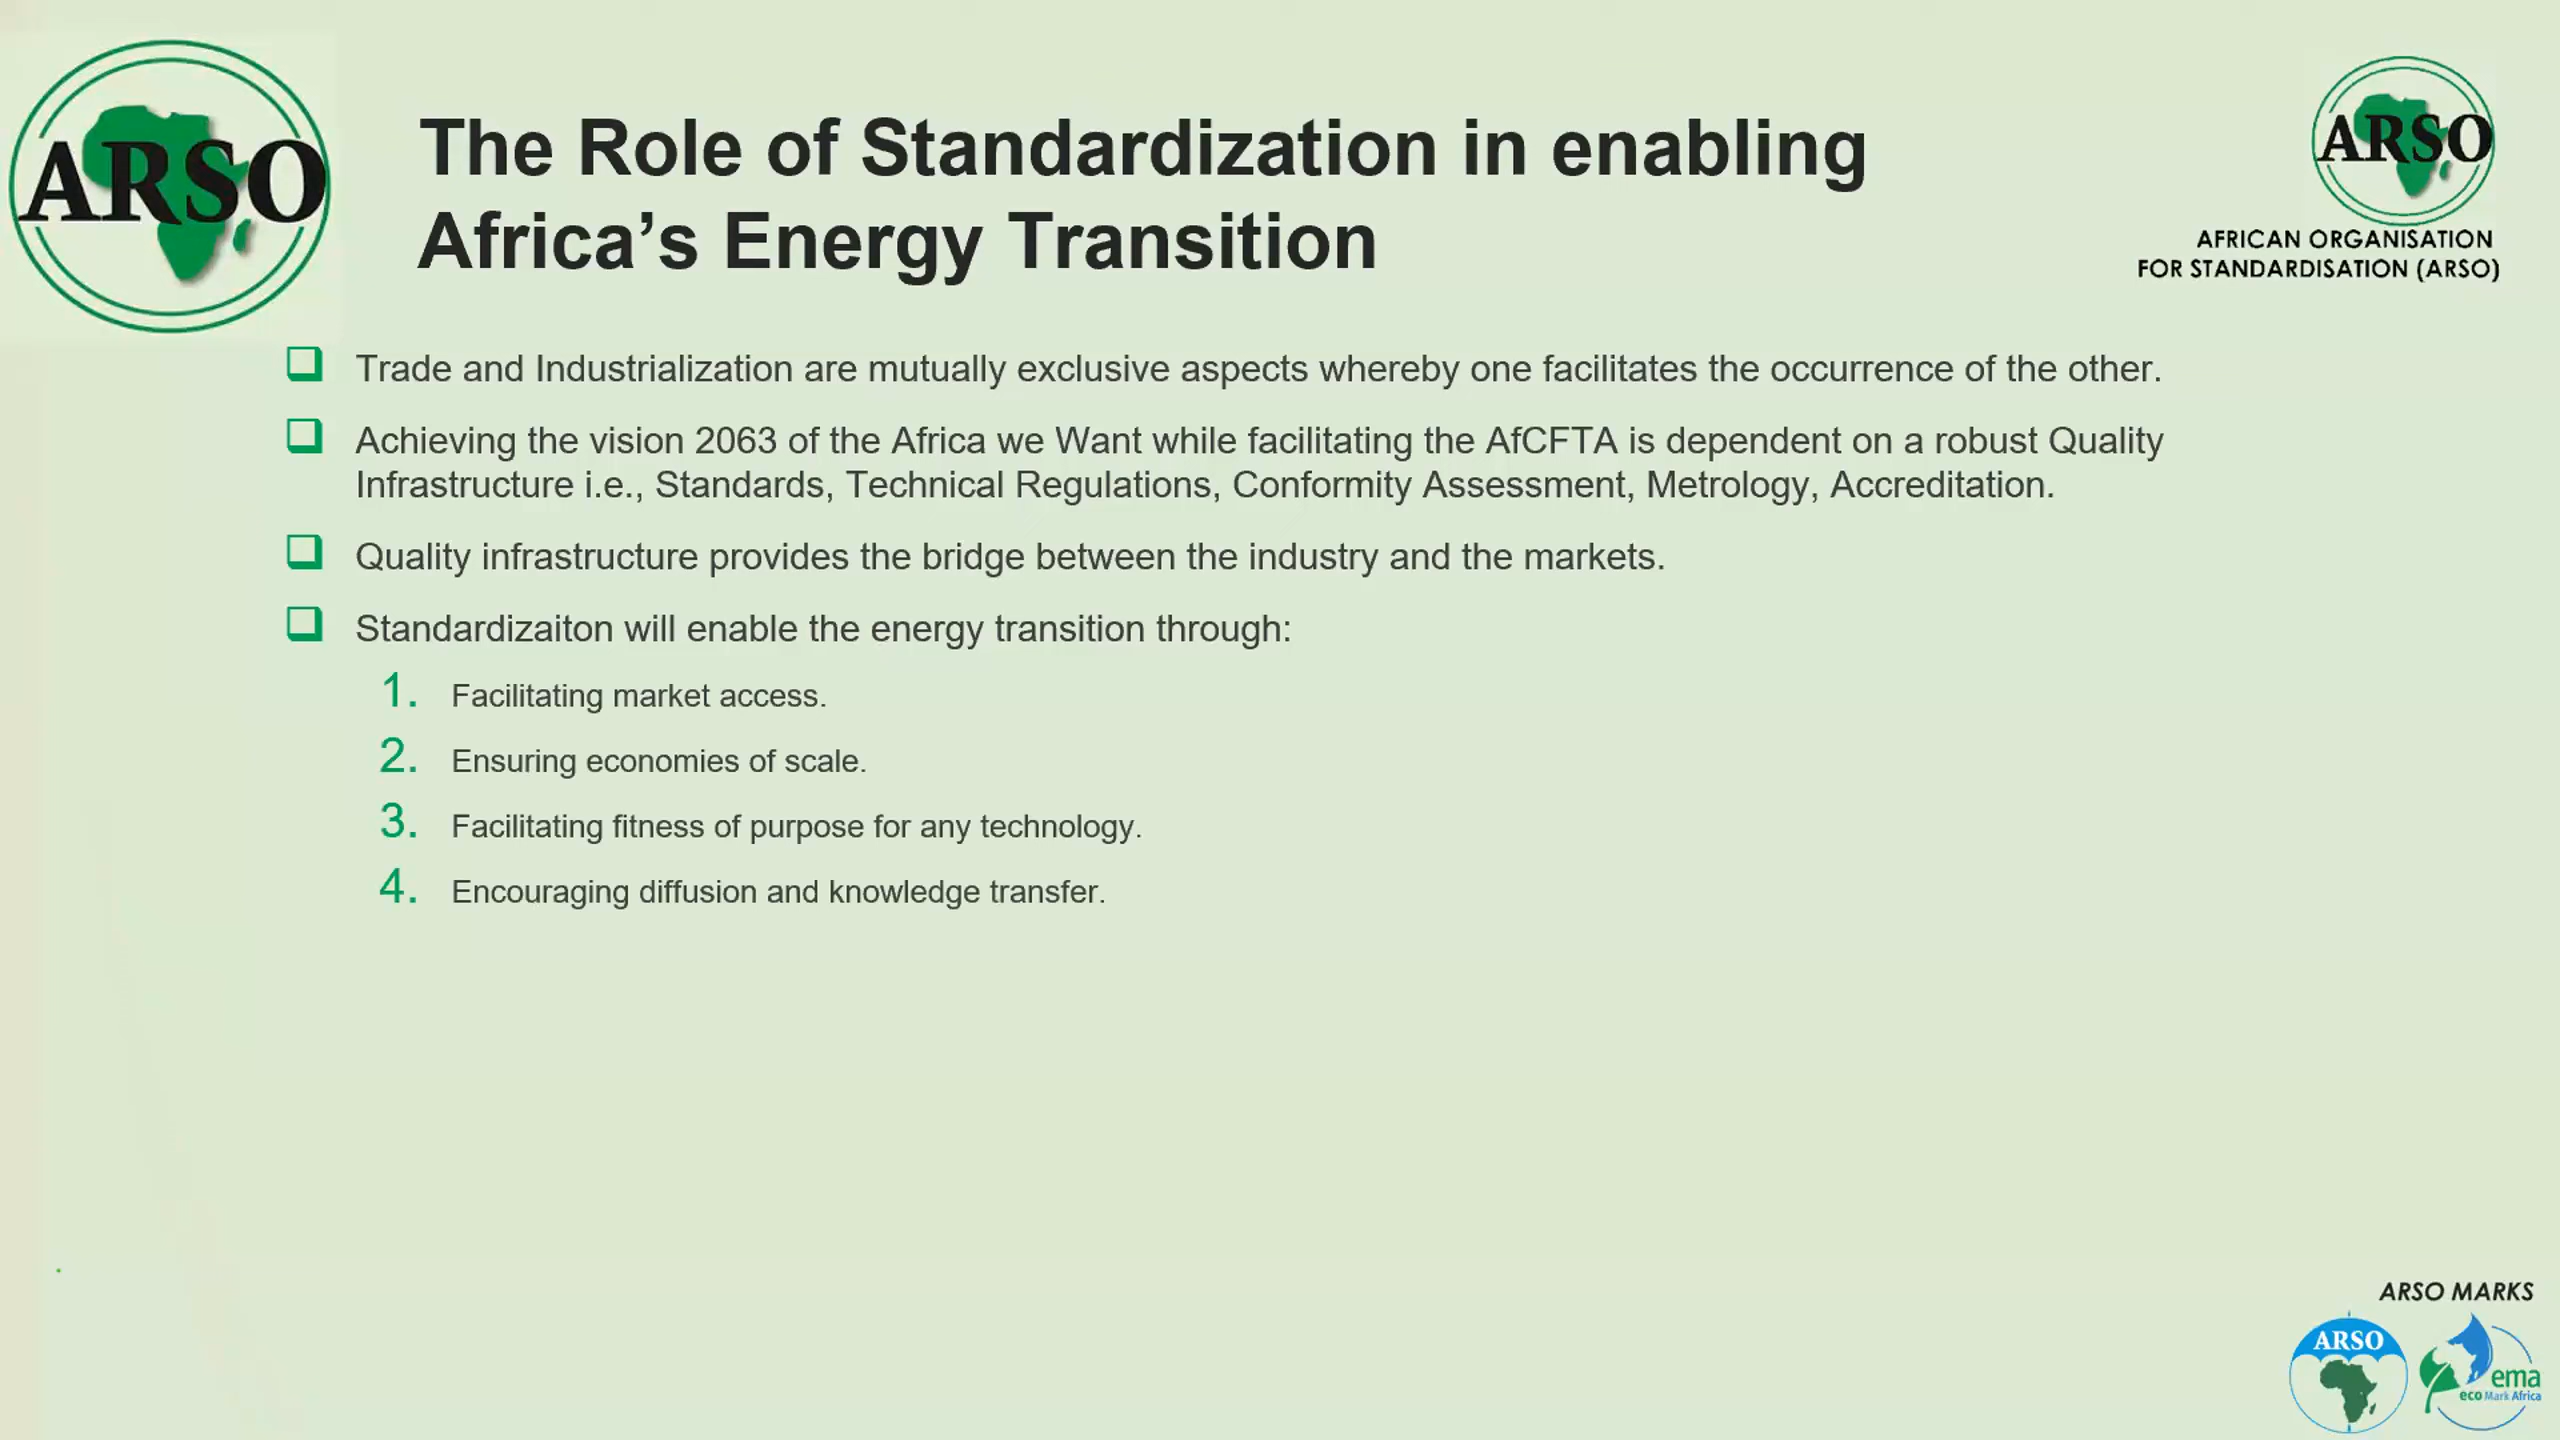 ARSO
The Role of Standardization in enabling
Africa’s Energy Transition
ARSO
AFRICAN ORGANISATION
FOR STANDARDISATION (ARSO)
Trade and Industrialization are mutually exclusive aspects whereby one facilitates the occurrence of the other.
Achieving the vision 2063 of the Africa we Want while facilitating the AfCFTA is dependent on a robust Quality
Infrastructure i.e., Standards, Technical Regulations, Conformity Assessment, Metrology, Accreditation.
Quality infrastructure provides the bridge between the industry and the markets.
Standardizaiton will enable the energy transition through:
1. Facilitating market access.
2. Ensuring economies of scale.
3. Facilitating fitness of purpose for any technology.
4. Encouraging diffusion and knowledge transfer.
ARSO MARKS
ARSO
ema
eco Mark Africa